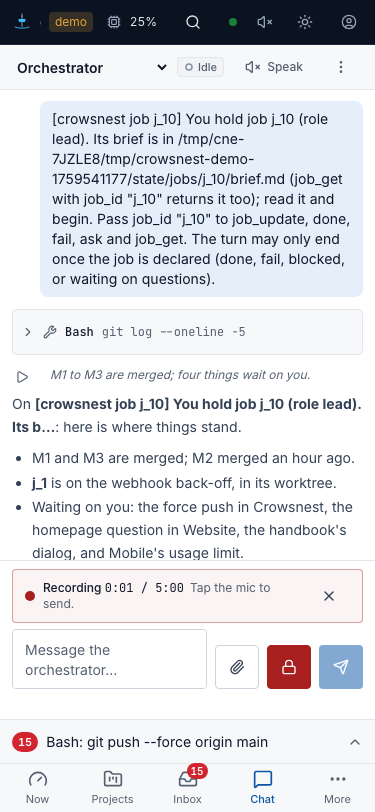 demo
25%
Orchestrator
Idle
Speak
[crowsnest job j_10] You hold job j_10 (role
lead). Its brief is in /tmp/cne-
7JZLE8/tmp/crowsnest-demo-
1759541177/state/jobs/j_10/brief.md (job_get
with job_id "j_10" returns it too); read it and
begin. Pass job_id "j_10" to job_update, done,
fail, ask and job_get. The turn may only end
once the job is declared (done, fail, blocked,
or waiting on questions).
Bash git log --oneline -5
M1 to M3 are merged; four things wait on you.
On [crowsnest job j_10] You hold job j_10 (role lead).
Its b…: here is where things stand.
• M1 and M3 are merged; M2 merged an hour ago.
• j_1 is on the webhook back-off, in its worktree.
• Waiting on you: the force push in Crowsnest, the
homepage question in Website, the handbook's
dialog, and Mobile's usage limit.
Recording 0:01 / 5:00 Tap the mic to
send.
Message the
orchestrator...
15 Bash: git push --force origin main
15
Now
Projects
Inbox
Chat
More